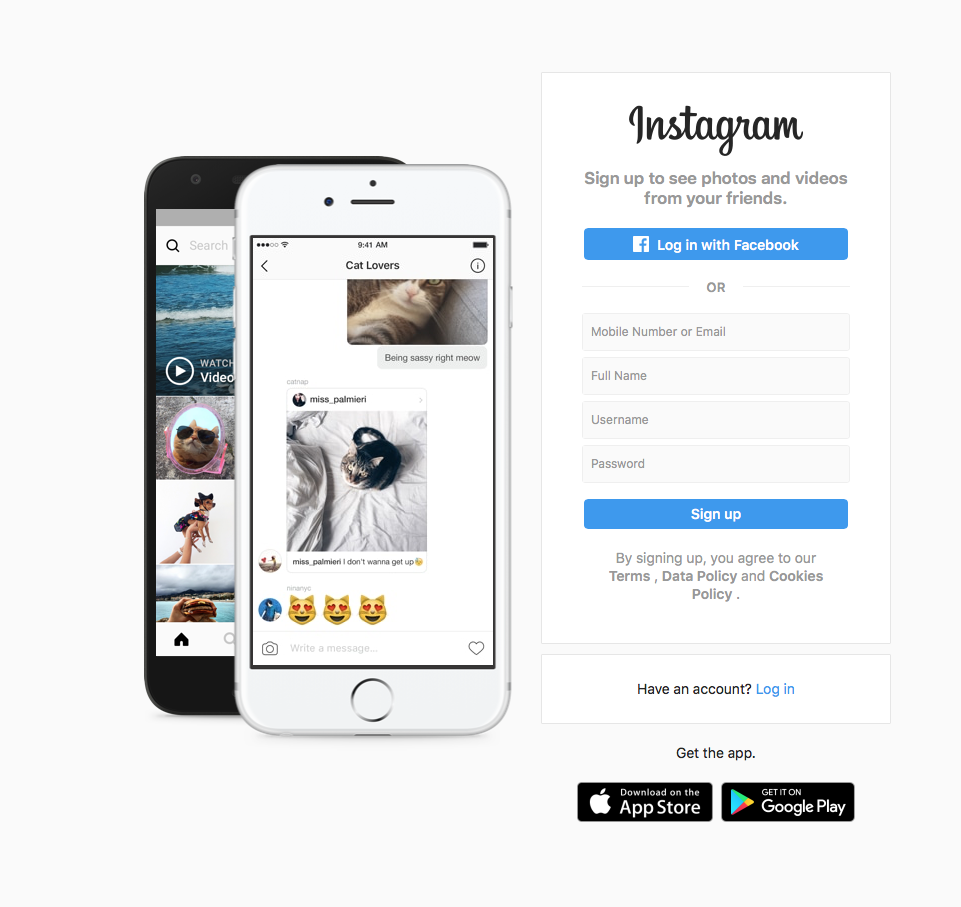 Search
WATCH
Video
9:41 AM
Cat Lovers
Being sassy right meow
catnap
miss_palmieri
miss_palmieri I don't wanna get up😴
ninanyc
😻 😻 😻
Write a message...
Instagram
Sign up to see photos and videos
from your friends.
Log in with Facebook
OR
Mobile Number or Email
Full Name
Username
Password
Sign up
By signing up, you agree to our
Terms , Data Policy and Cookies
Policy .
Have an account? Log in
Get the app.
Download on the
App Store
GET IT ON
Google Play